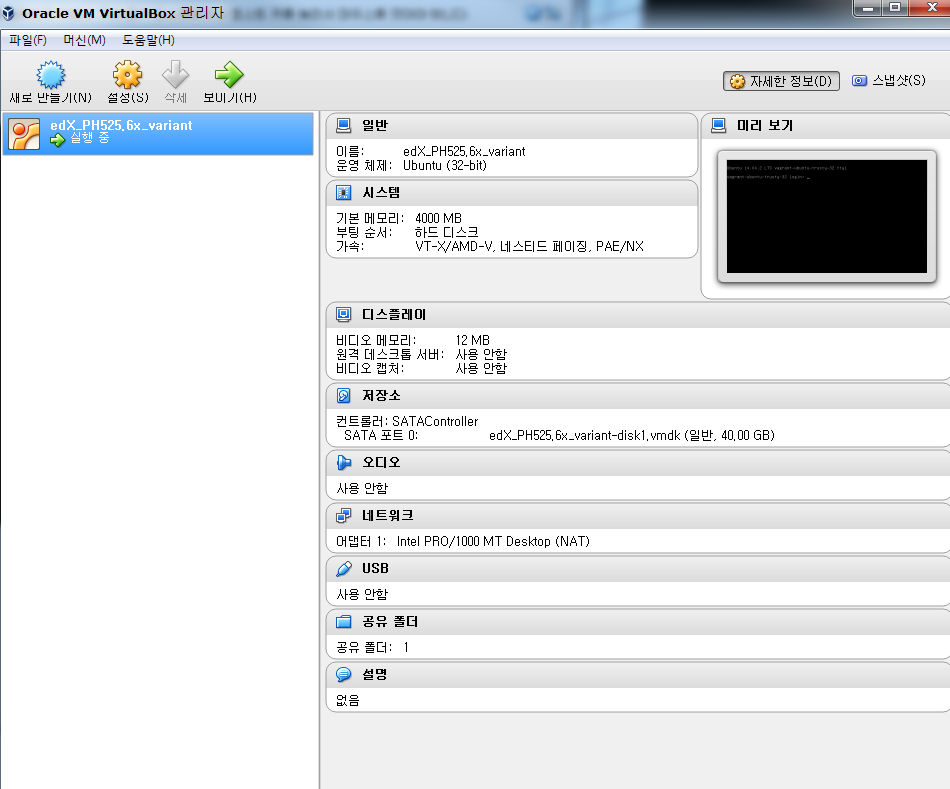 Oracle VM VirtualBox 관리자
파일(F) 머신(M) 도움말(H)
새로 만들기(N) 설정(S) 삭제 보이기(H) 자세한 정보(D) 스냅샷(S)
edX_PH525.6x_variant
실행 중
일반
이름: edX_PH525.6x_variant
운영 체제: Ubuntu (32-bit)
시스템
기본 메모리: 4000 MB
부팅 순서: 하드 디스크
가속: VT-X/AMD-V, 네스티드 페이징, PAE/NX
미리 보기
디스플레이
비디오 메모리: 12 MB
원격 데스크톱 서버: 사용 안함
비디오 캡처: 사용 안함
저장소
컨트롤러: SATAController
SATA 포트 0: edX_PH525.6x_variant-disk1.vmdk (일반, 40.00 GB)
오디오
사용 안함
네트워크
어댑터 1: Intel PRO/1000 MT Desktop (NAT)
USB
사용 안함
공유 폴더
공유 폴더: 1
설명
없음